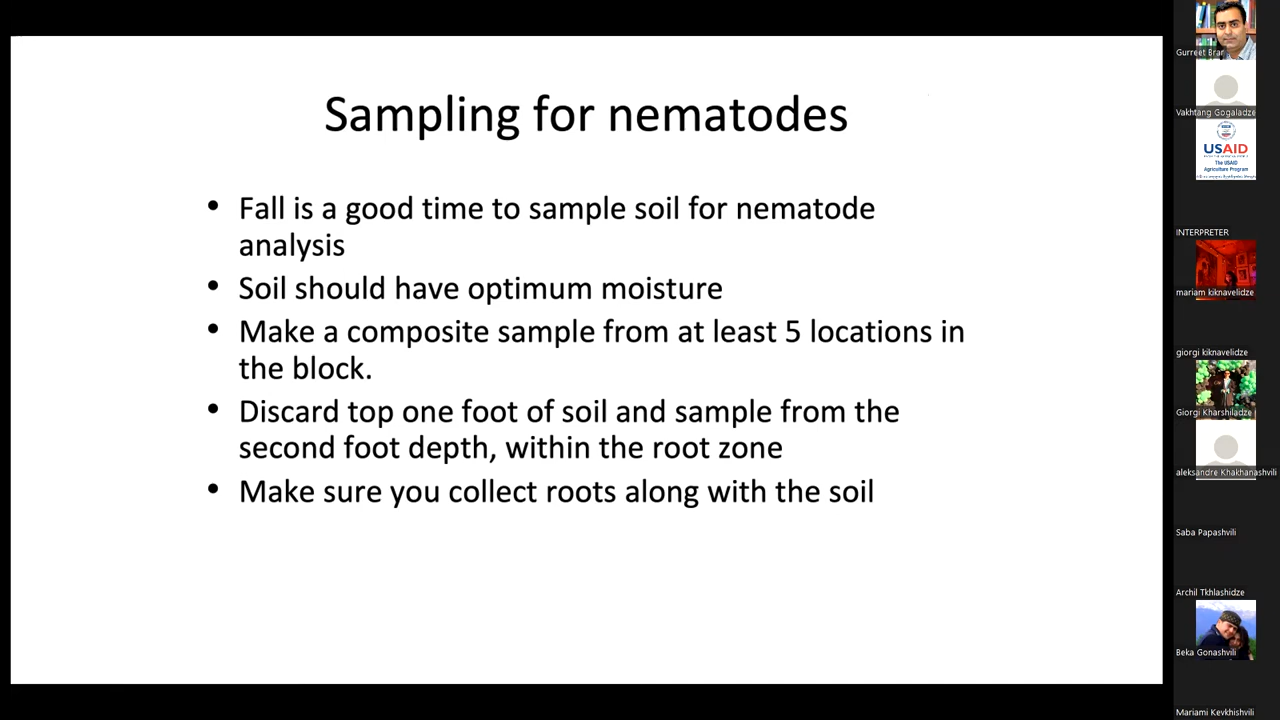 Sampling for nematodes
• Fall is a good time to sample soil for nematode
analysis
• Soil should have optimum moisture
• Make a composite sample from at least 5 locations in
the block.
• Discard top one foot of soil and sample from the
second foot depth, within the root zone
• Make sure you collect roots along with the soil
Gurreet Brar
Vakhtang Gogaladze
USAID
The USAID
Agriculture Program
INTERPRETER
mariam kiknavelidze
giorgi kiknavelidze
Giorgi Kharshiladze
aleksandre Khakhanashvili
Saba Papashvili
Archil Tkhlashidze
Beka Gonashvili
Mariami Kevkhishvili